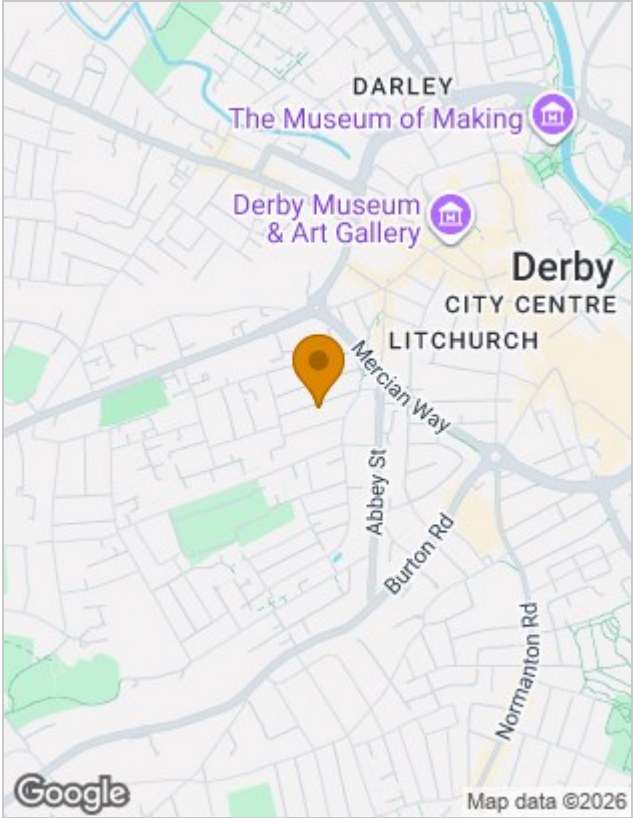 DARLEY
The Museum of Making
Derby Museum
& Art Gallery
Derby
CITY CENTRE
LITCHURCH
Mercian Way
Abbey St
Burton Rd
Normanton Rd
Google
Map data ©2026